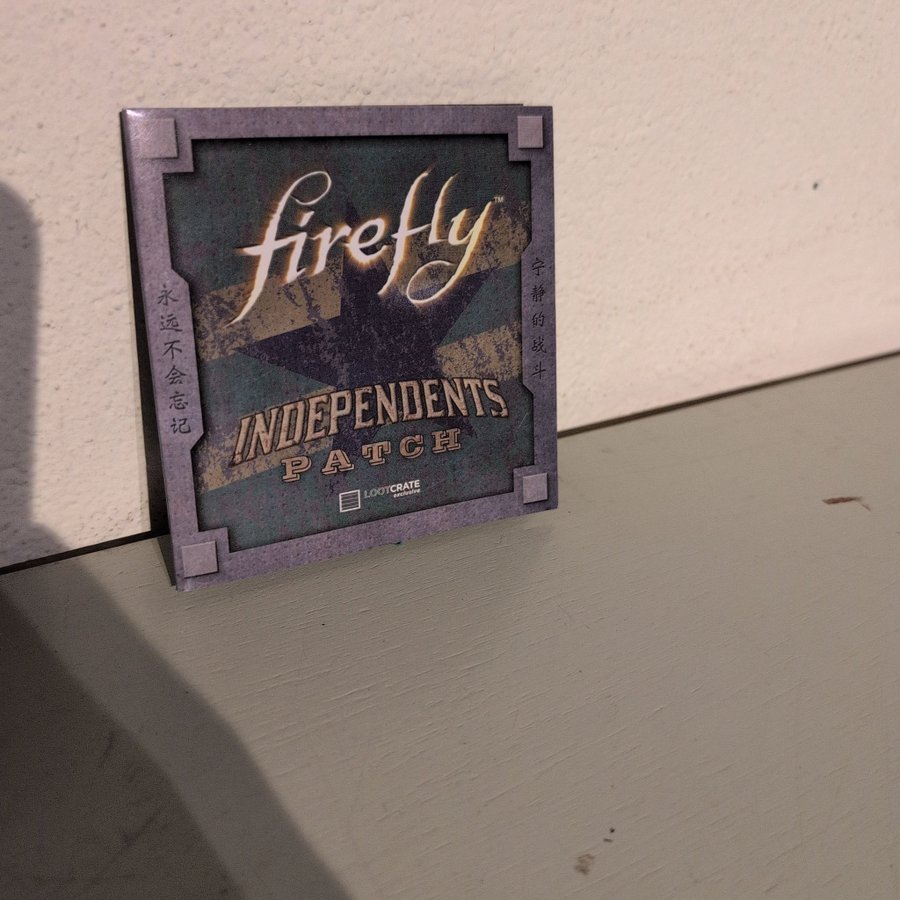 firefly™
永远不会忘记
宁静的战斗
INDEPENDENTS
PATCH
LOOTCRATE
exclusive